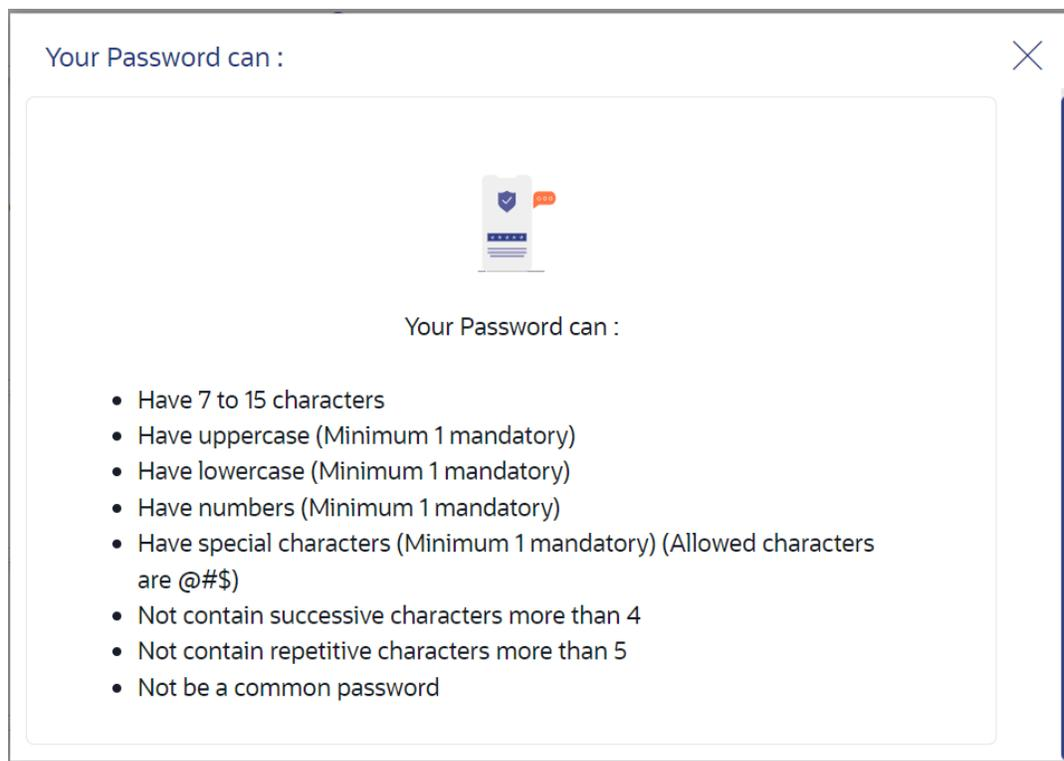 Your Password can :
Your Password can :
Have 7 to 15 characters
Have uppercase (Minimum 1 mandatory)
Have lowercase (Minimum 1 mandatory)
Have numbers (Minimum 1 mandatory)
Have special characters (Minimum 1 mandatory) (Allowed characters
are @#$)
Not contain successive characters more than 4
Not contain repetitive characters more than 5
Not be a common password